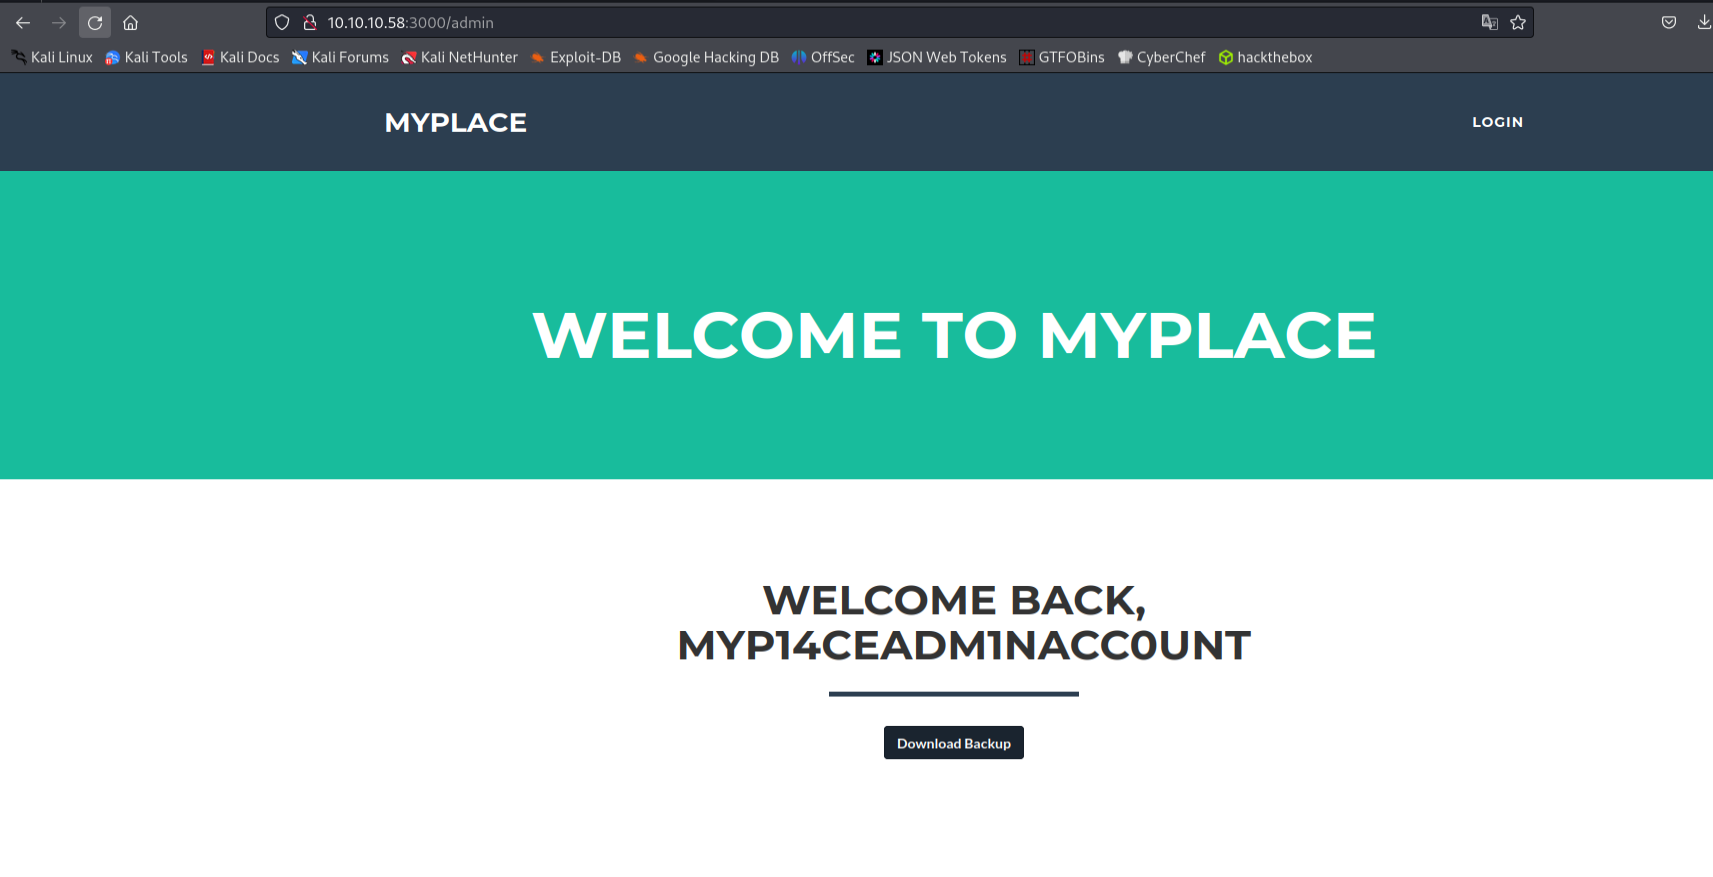 10.10.10.58:3000/admin
Kali Linux Kali Tools Kali Docs Kali Forums Kali NetHunter Exploit-DB Google Hacking DB OffSec JSON Web Tokens GTFOBins CyberChef hackthebox
MYPLACE LOGIN
WELCOME TO MYPLACE
WELCOME BACK,
MYP14CEADM1NACC0UNT
Download Backup